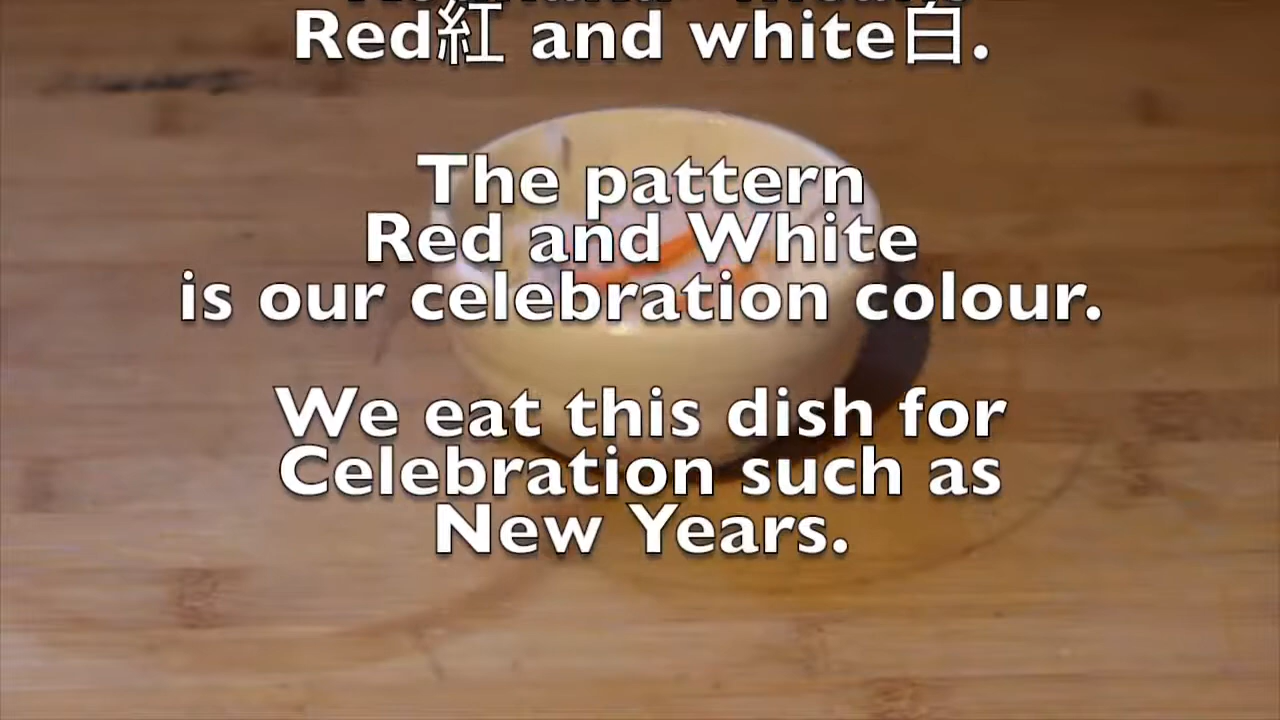 Red紅 and white白.
The pattern
Red and White
is our celebration colour.
We eat this dish for
Celebration such as
New Years.